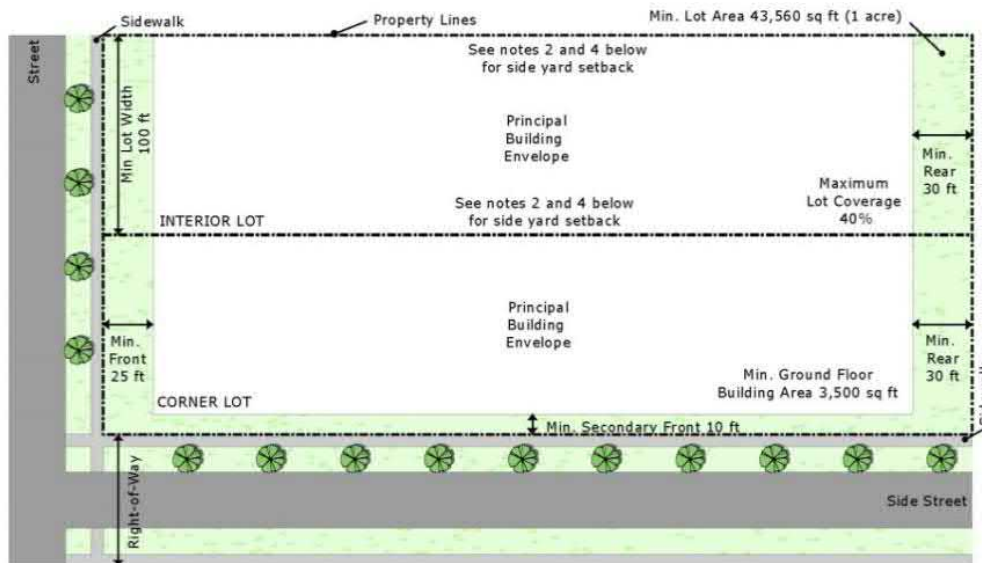 Sidewalk
Property Lines
Min. Lot Area 43,560 sq ft (1 acre)
Street
See notes 2 and 4 below
for side yard setback
Min Lot Width
100 ft
Principal
Building
Envelope
Min.
Rear
30 ft
Maximum
Lot Coverage
40%
See notes 2 and 4 below
for side yard setback
INTERIOR LOT
Principal
Building
Envelope
Min.
Front
25 ft
Min.
Rear
30 ft
Min. Ground Floor
Building Area 3,500 sq ft
CORNER LOT
Min. Secondary Front 10 ft
Right-of-Way
Side Street